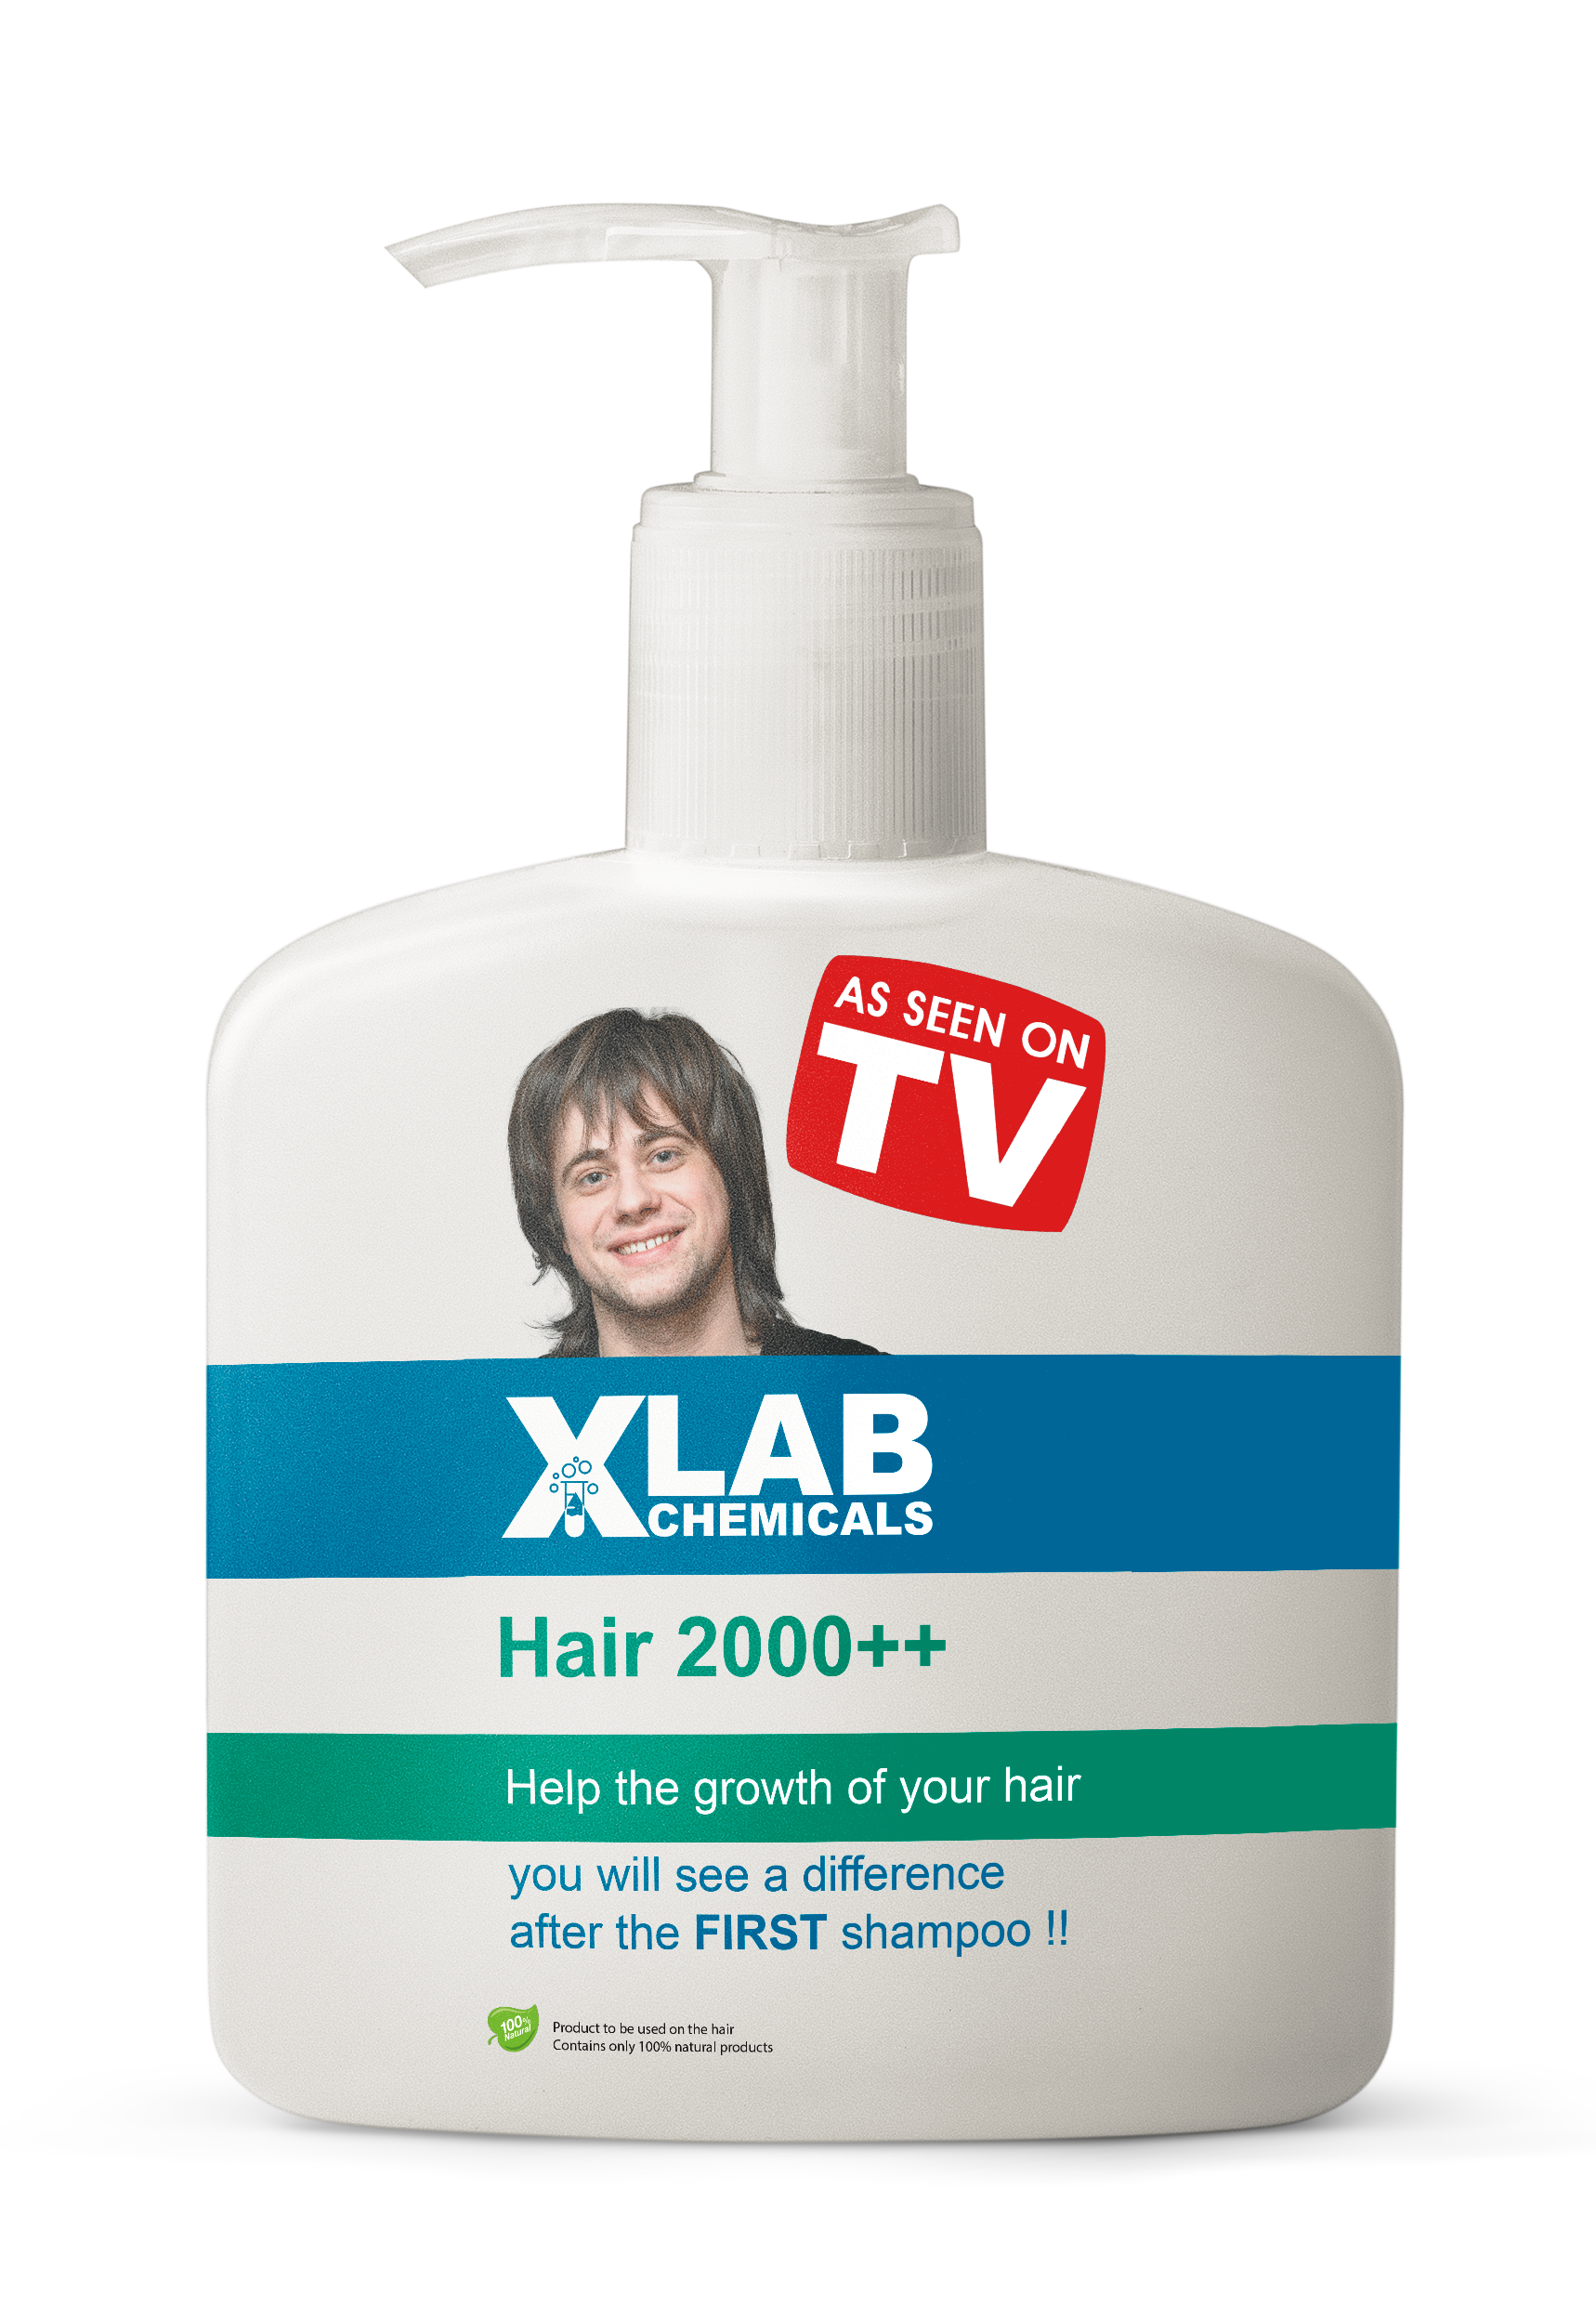 AS SEEN ON
TV
XLAB
CHEMICALS
Hair 2000++
Help the growth of your hair
you will see a difference
after the FIRST shampoo !!
100%
Natural
Product to be used on the hair
Contains only 100% natural products